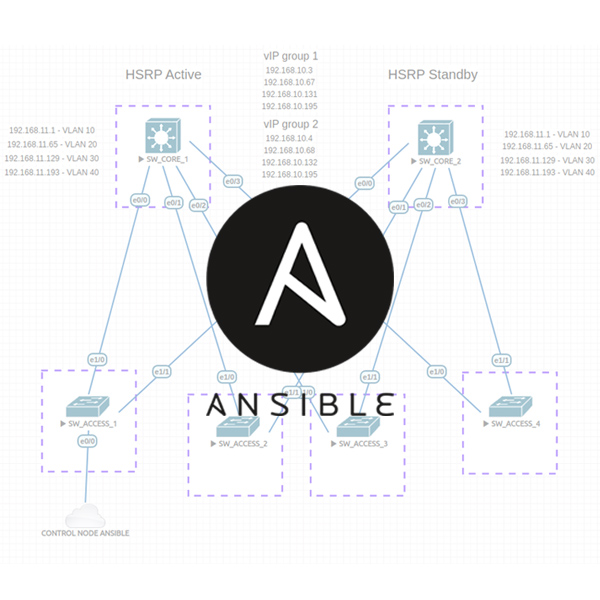 vIP group 1
HSRP Active
HSRP Standby
192.168.10.3
192.168.10.67
192.168.10.131
192.168.10.195
vIP group 2
192.168.10.4
192.168.10.68
192.168.10.132
192.168.10.195
192.168.11.1 - VLAN 10
192.168.11.65 - VLAN 20
192.168.11.129 - VLAN 30
192.168.11.193 - VLAN 40
192.168.11.1 - VLAN 10
192.168.11.65 - VLAN 20
192.168.11.129 - VLAN 30
192.168.11.193 - VLAN 40
SW_CORE_1
SW_CORE_2
e0/3
e0/0
e0/0
e0/1
e0/2
e0/1
e0/2
e0/3
e1/0
e1/1
e1/0
e1/1
e1/0
e1/1
e0/0
e1/1
ANSIBLE
SW_ACCESS_1
SW_ACCESS_2
SW_ACCESS_3
SW_ACCESS_4
e0/0
CONTROL NODE ANSIBLE